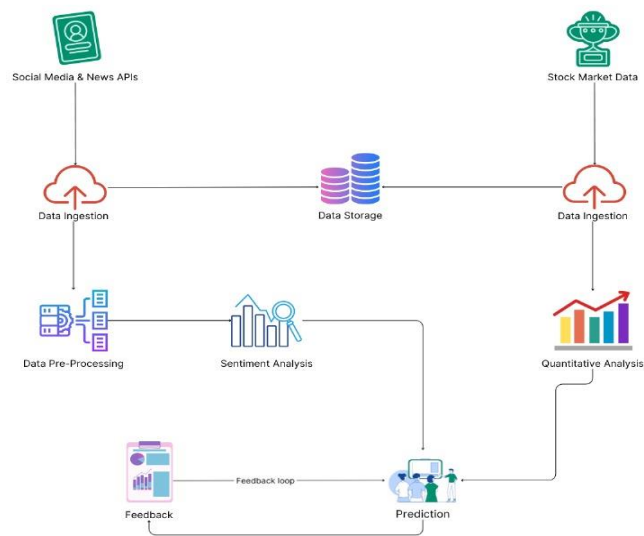 Social Media & News APIs
Stock Market Data
Data Ingestion
Data Storage
Data Ingestion
Data Pre-Processing
Sentiment Analysis
Quantitative Analysis
Feedback loop
Feedback
Prediction